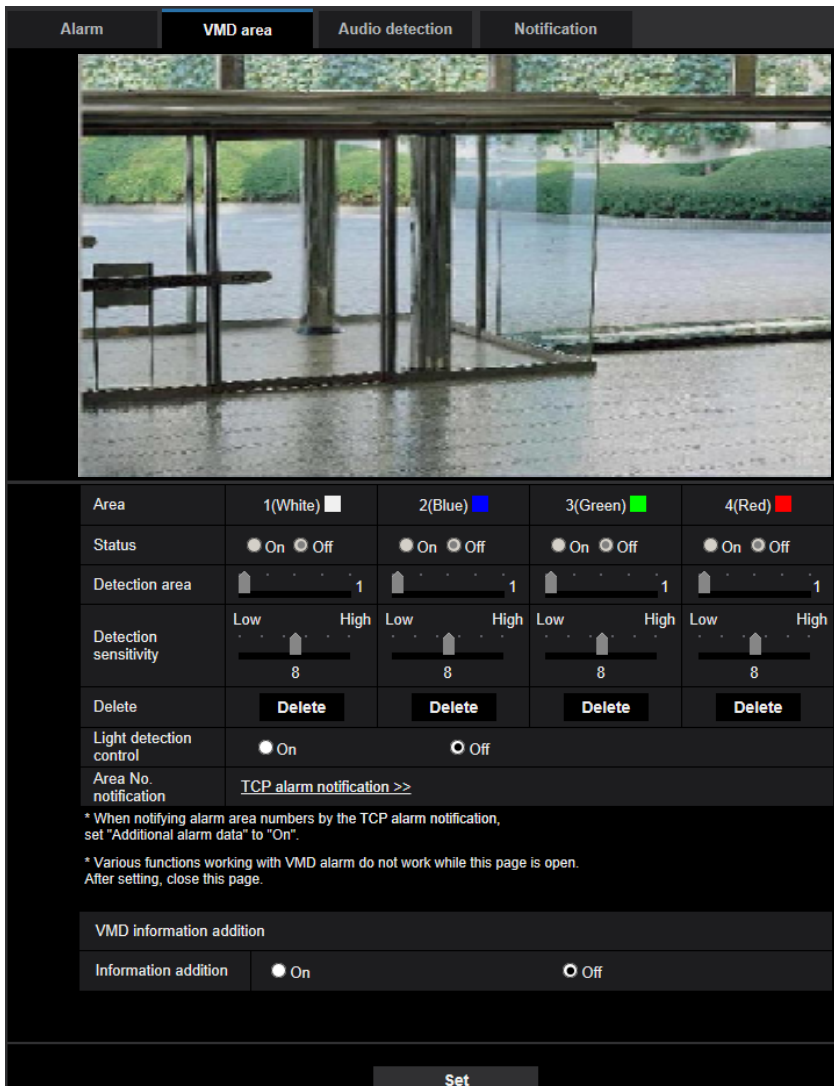 Alarm VMD area Audio detection Notification
Area 1(White) 2(Blue) 3(Green) 4(Red)
Status On Off On Off On Off On Off
Detection area 1 1 1 1
Low High Low High Low High Low High
Detection
sensitivity
8 8 8 8
Delete Delete Delete Delete Delete
Light detection
control On Off
Area No.
notification TCP alarm notification >>
* When notifying alarm area numbers by the TCP alarm notification,
set "Additional alarm data" to "On".
* Various functions working with VMD alarm do not work while this page is open.
After setting, close this page.
VMD information addition
Information addition On Off
Set